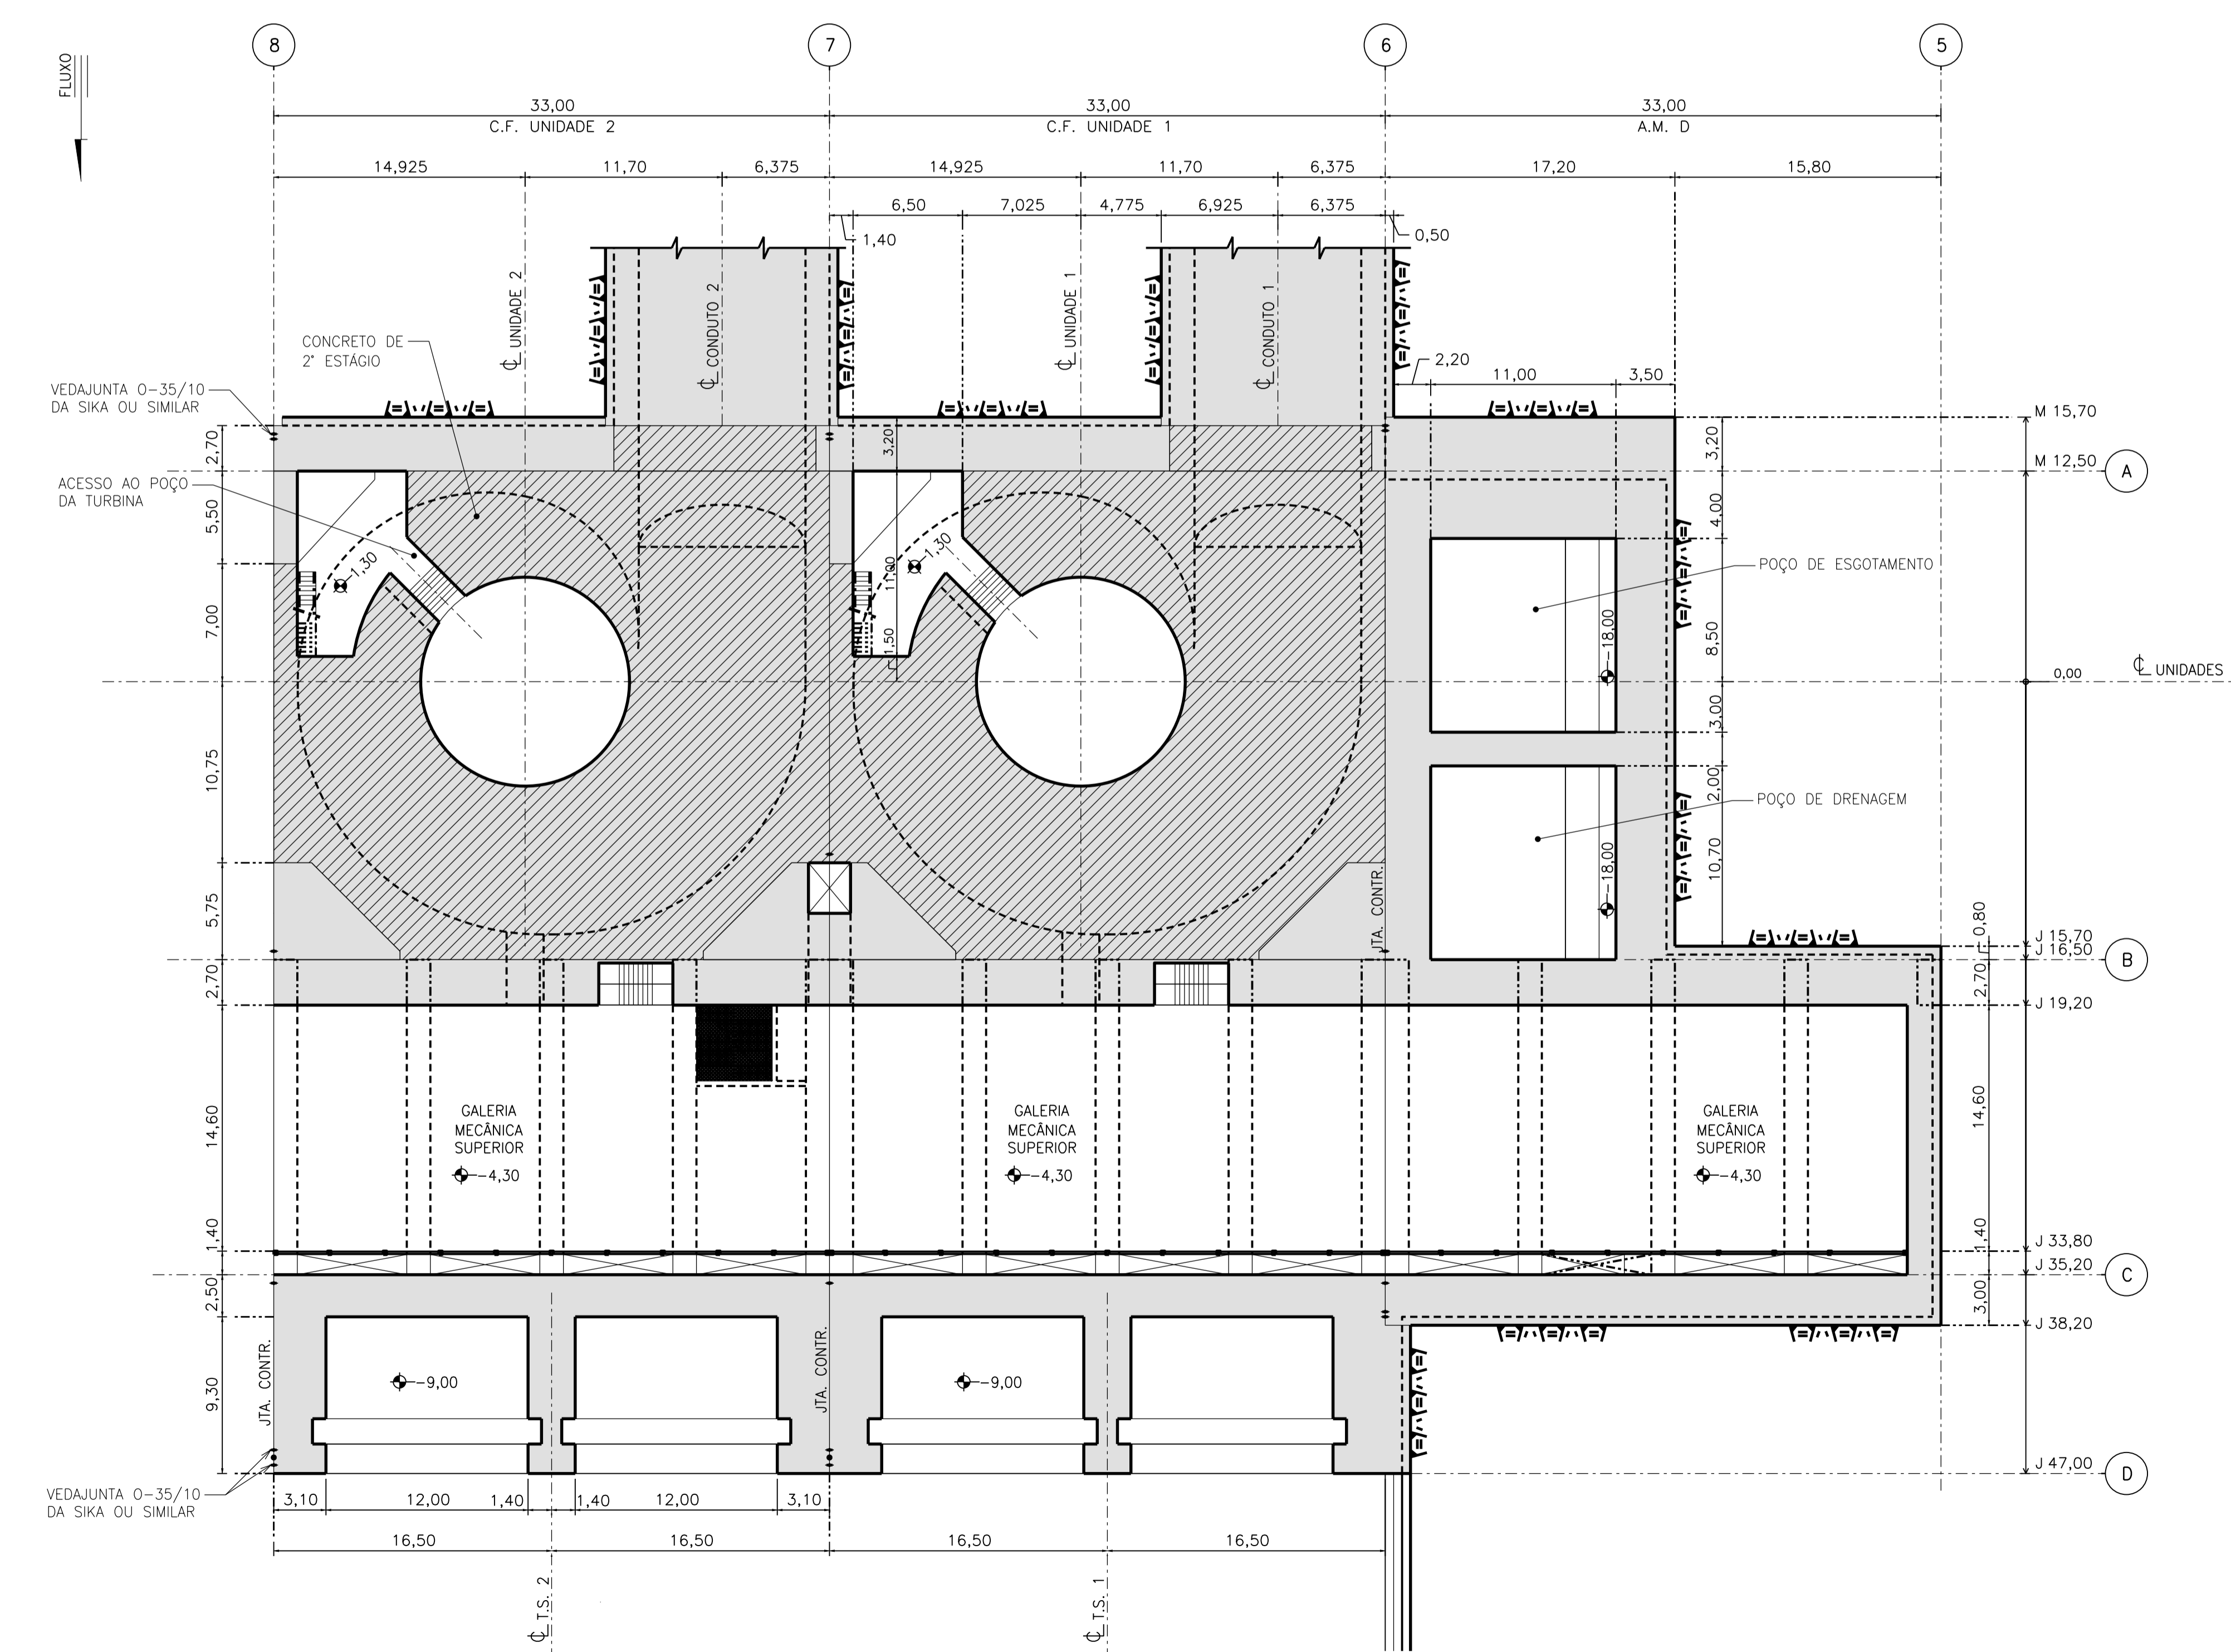 8
7
6
5
FLUXO
33,00
33,00
33,00
C.F. UNIDADE 2
C.F. UNIDADE 1
A.M. D
14,925
11,70
6,375
14,925
11,70
6,375
17,20
15,80
6,50
7,025
4,775
6,925
6,375
1,40
0,50
℄ UNIDADE 2
℄ CONDUTO 2
℄ UNIDADE 1
℄ CONDUTO 1
CONCRETO DE
2° ESTÁGIO
2,20
11,00
3,50
VEDAJUNTA O-35/10
DA SIKA OU SIMILAR
M 15,70
2,70
3,20
3,20
M 12,50
A
ACESSO AO POÇO
DA TURBINA
5,50
4,00
-1,30
-1,30
11,00
POÇO DE ESGOTAMENTO
7,00
1,50
-18,00
8,50
0,00
℄ UNIDADES
3,00
10,75
2,00
POÇO DE DRENAGEM
-18,00
10,70
JTA. CONTR.
5,75
0,80
J 15,70
J 16,50
B
2,70
2,70
J 19,20
14,60
14,60
GALERIA
MECÂNICA
SUPERIOR
-4,30
GALERIA
MECÂNICA
SUPERIOR
-4,30
GALERIA
MECÂNICA
SUPERIOR
-4,30
1,40
1,40
J 33,80
J 35,20
C
2,50
3,00
J 38,20
JTA. CONTR.
JTA. CONTR.
9,30
-9,00
-9,00
J 47,00
D
VEDAJUNTA O-35/10
DA SIKA OU SIMILAR
3,10
12,00
1,40
1,40
12,00
3,10
16,50
16,50
16,50
16,50
℄ T.S. 2
℄ T.S. 1